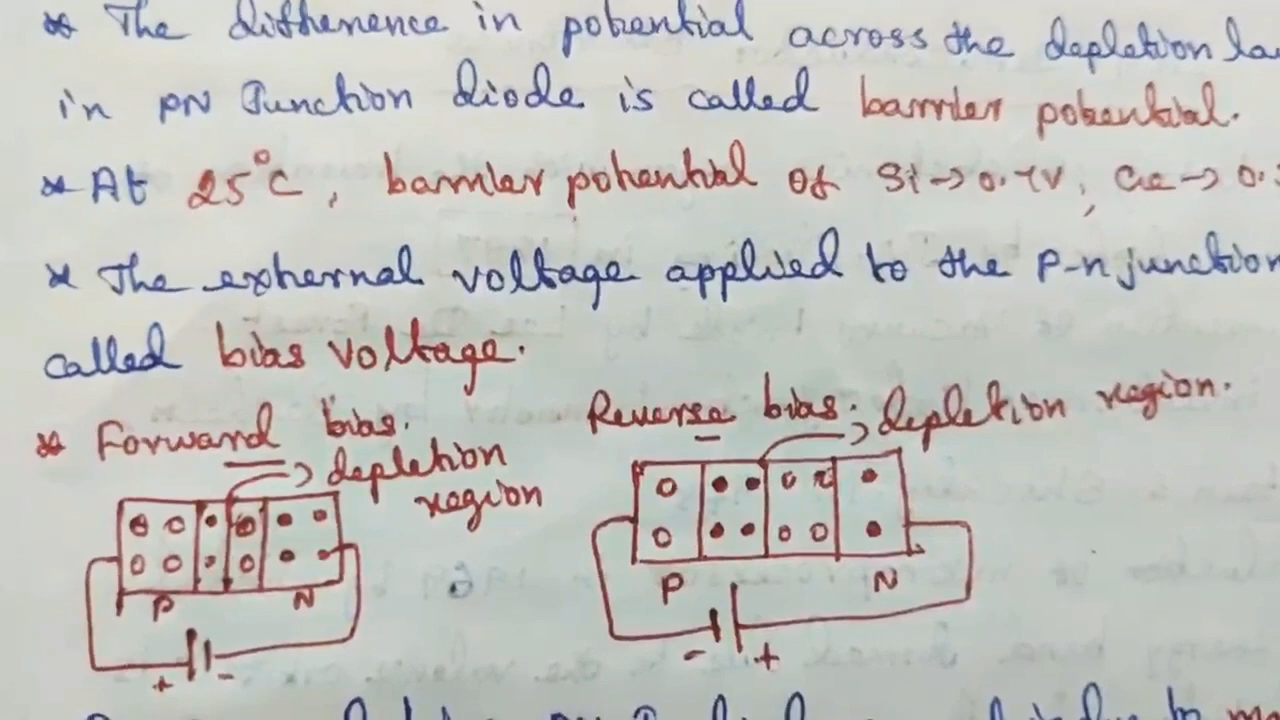 * The difference in potential across the depletion la
in PN Junction diode is called barrier potential.
* At 25°C, barrier potential of Si→0.7V, Ge→0.
* The external voltage applied to the P-n junction
called bias voltage.
* Forward bias.
depletion
region
Reverse bias. depletion region.
P N
+ -
P N
- +